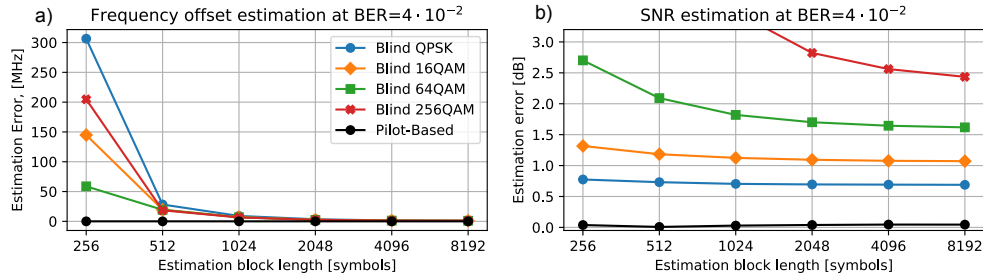 a) Frequency offset estimation at BER=4 · 10⁻²
Estimation Error, [MHz]
300
250
200
150
100
50
0
Blind QPSK
Blind 16QAM
Blind 64QAM
Blind 256QAM
Pilot-Based
256 512 1024 2048 4096 8192
Estimation block length [symbols]
b) SNR estimation at BER=4 · 10⁻²
Estimation error [dB]
3.0
2.5
2.0
1.5
1.0
0.5
0.0
256 512 1024 2048 4096 8192
Estimation block length [symbols]